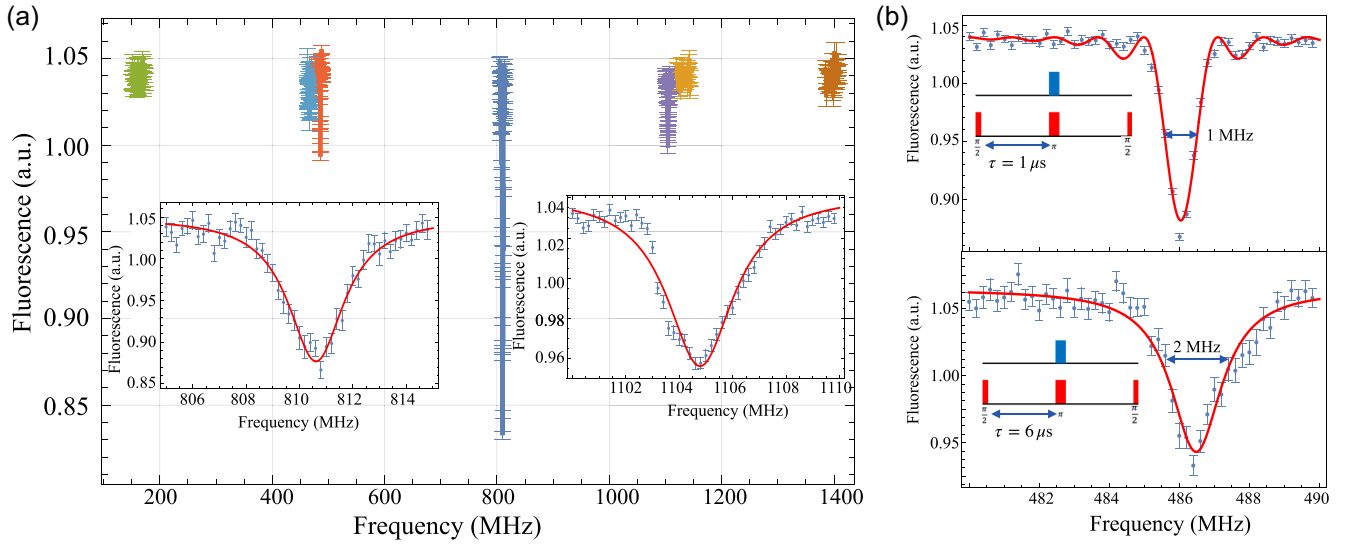 (a)
Fluorescence (a.u.)
1.05
1.00
0.95
0.90
0.85
200
400
600
800
1000
1200
1400
Frequency (MHz)
Fluorescence (a.u.)
1.05
1.00
0.95
0.90
0.85
806
808
810
812
814
Frequency (MHz)
Fluorescence (a.u.)
1.04
1.02
1.00
0.98
0.96
1102
1104
1106
1108
1110
Frequency (MHz)
(b)
Fluorescence (a.u.)
1.05
1.00
0.95
0.90
1 MHz
π/2
π
π/2
τ = 1 μs
Fluorescence (a.u.)
1.05
1.00
0.95
2 MHz
π/2
π
π/2
τ = 6 μs
482
484
486
488
490
Frequency (MHz)